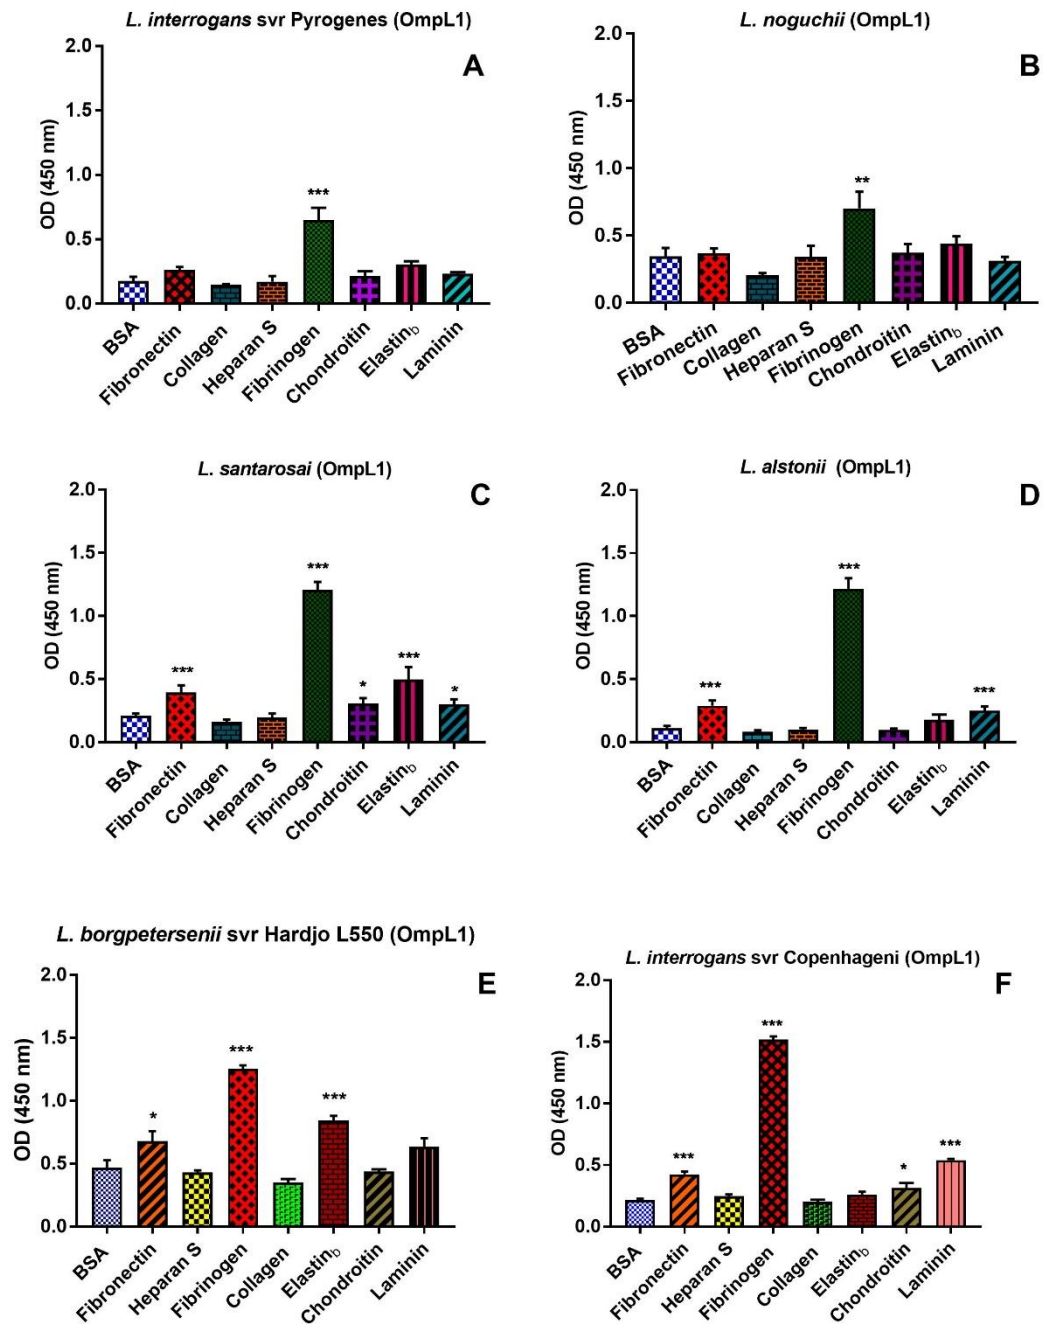 L. interrogans svr Pyrogenes (OmpL1)
A
OD (450 nm)
2.0
1.5
1.0
0.5
0.0
***
BSA
Fibronectin
Collagen
Heparan S
Fibrinogen
Chondroitin
Elastinb
Laminin
L. noguchii (OmpL1)
B
OD (450 nm)
2.0
1.5
1.0
0.5
0.0
**
BSA
Fibronectin
Collagen
Heparan S
Fibrinogen
Chondroitin
Elastinb
Laminin
L. santarosai (OmpL1)
C
OD (450 nm)
2.0
1.5
1.0
0.5
0.0
***
***
*
***
*
BSA
Fibronectin
Collagen
Heparan S
Fibrinogen
Chondroitin
Elastinb
Laminin
L. alstonii (OmpL1)
D
OD (450 nm)
2.0
1.5
1.0
0.5
0.0
***
***
***
BSA
Fibronectin
Collagen
Heparan S
Fibrinogen
Chondroitin
Elastinb
Laminin
L. borgpetersenii svr Hardjo L550 (OmpL1)
E
OD (450 nm)
2.0
1.5
1.0
0.5
0.0
*
***
***
BSA
Fibronectin
Heparan S
Fibrinogen
Collagen
Elastinb
Chondroitin
Laminin
L. interrogans svr Copenhageni (OmpL1)
F
OD (450 nm)
2.0
1.5
1.0
0.5
0.0
***
***
*
***
BSA
Fibronectin
Heparan S
Fibrinogen
Collagen
Elastinb
Chondroitin
Laminin